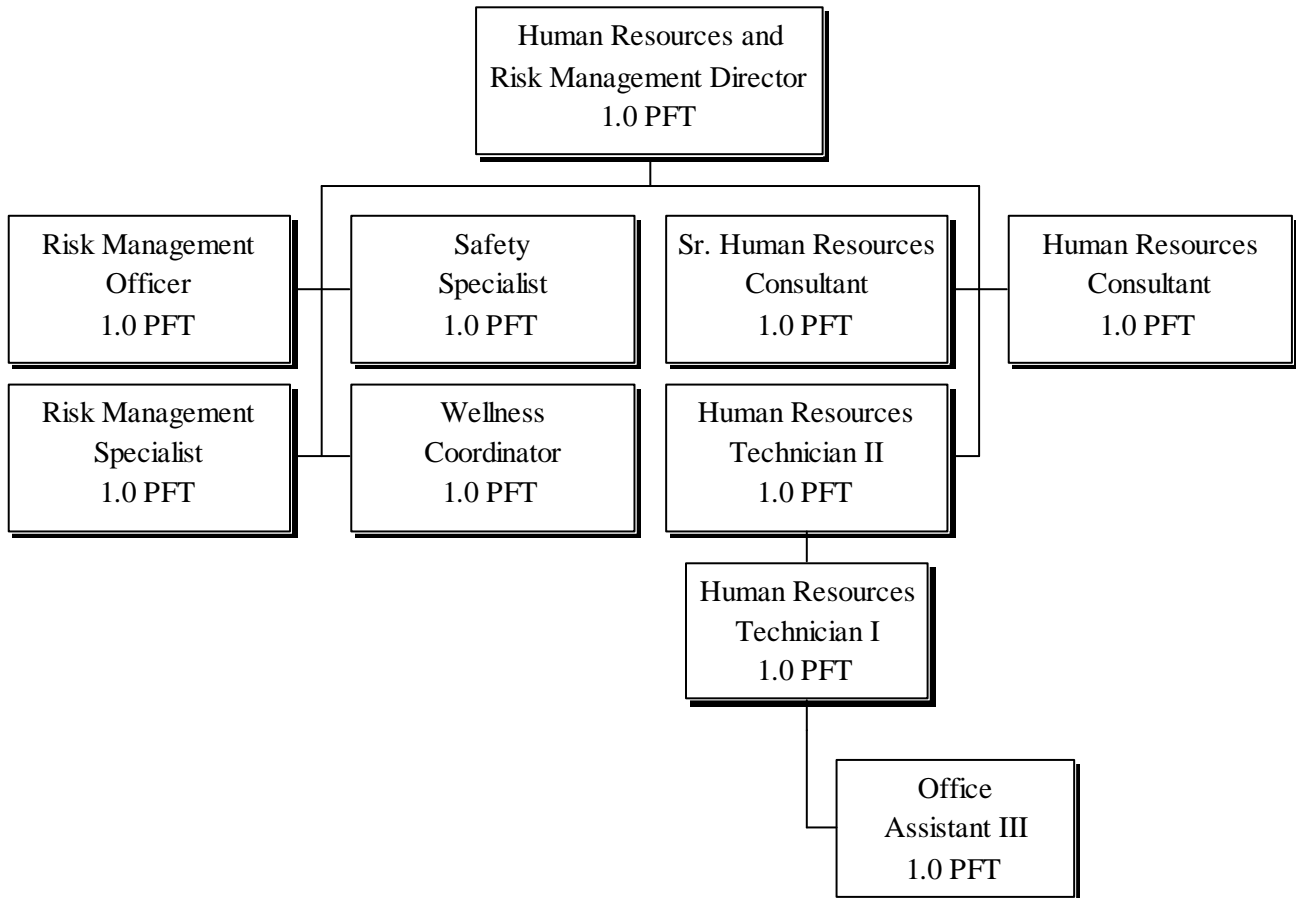 Human Resources and
Risk Management Director
1.0 PFT
Risk Management
Officer
1.0 PFT
Safety
Specialist
1.0 PFT
Sr. Human Resources
Consultant
1.0 PFT
Human Resources
Consultant
1.0 PFT
Risk Management
Specialist
1.0 PFT
Wellness
Coordinator
1.0 PFT
Human Resources
Technician II
1.0 PFT
Human Resources
Technician I
1.0 PFT
Office
Assistant III
1.0 PFT